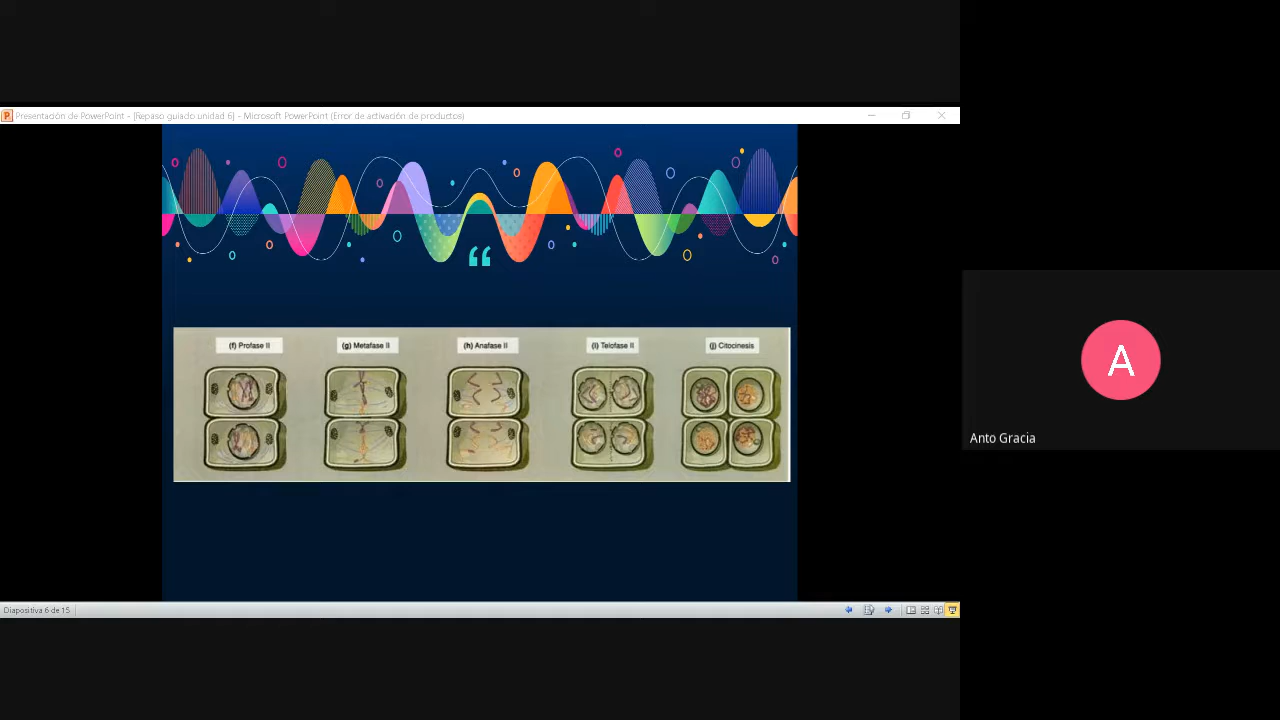 Presentación de PowerPoint - [Repaso guiado unidad 6] - Microsoft PowerPoint (Error de activación de productos)
“
(f) Profase II
(g) Metafase II
(h) Anafase II
(i) Telofase II
(j) Citocinesis
A
Anto Gracia
Diapositiva 6 de 15